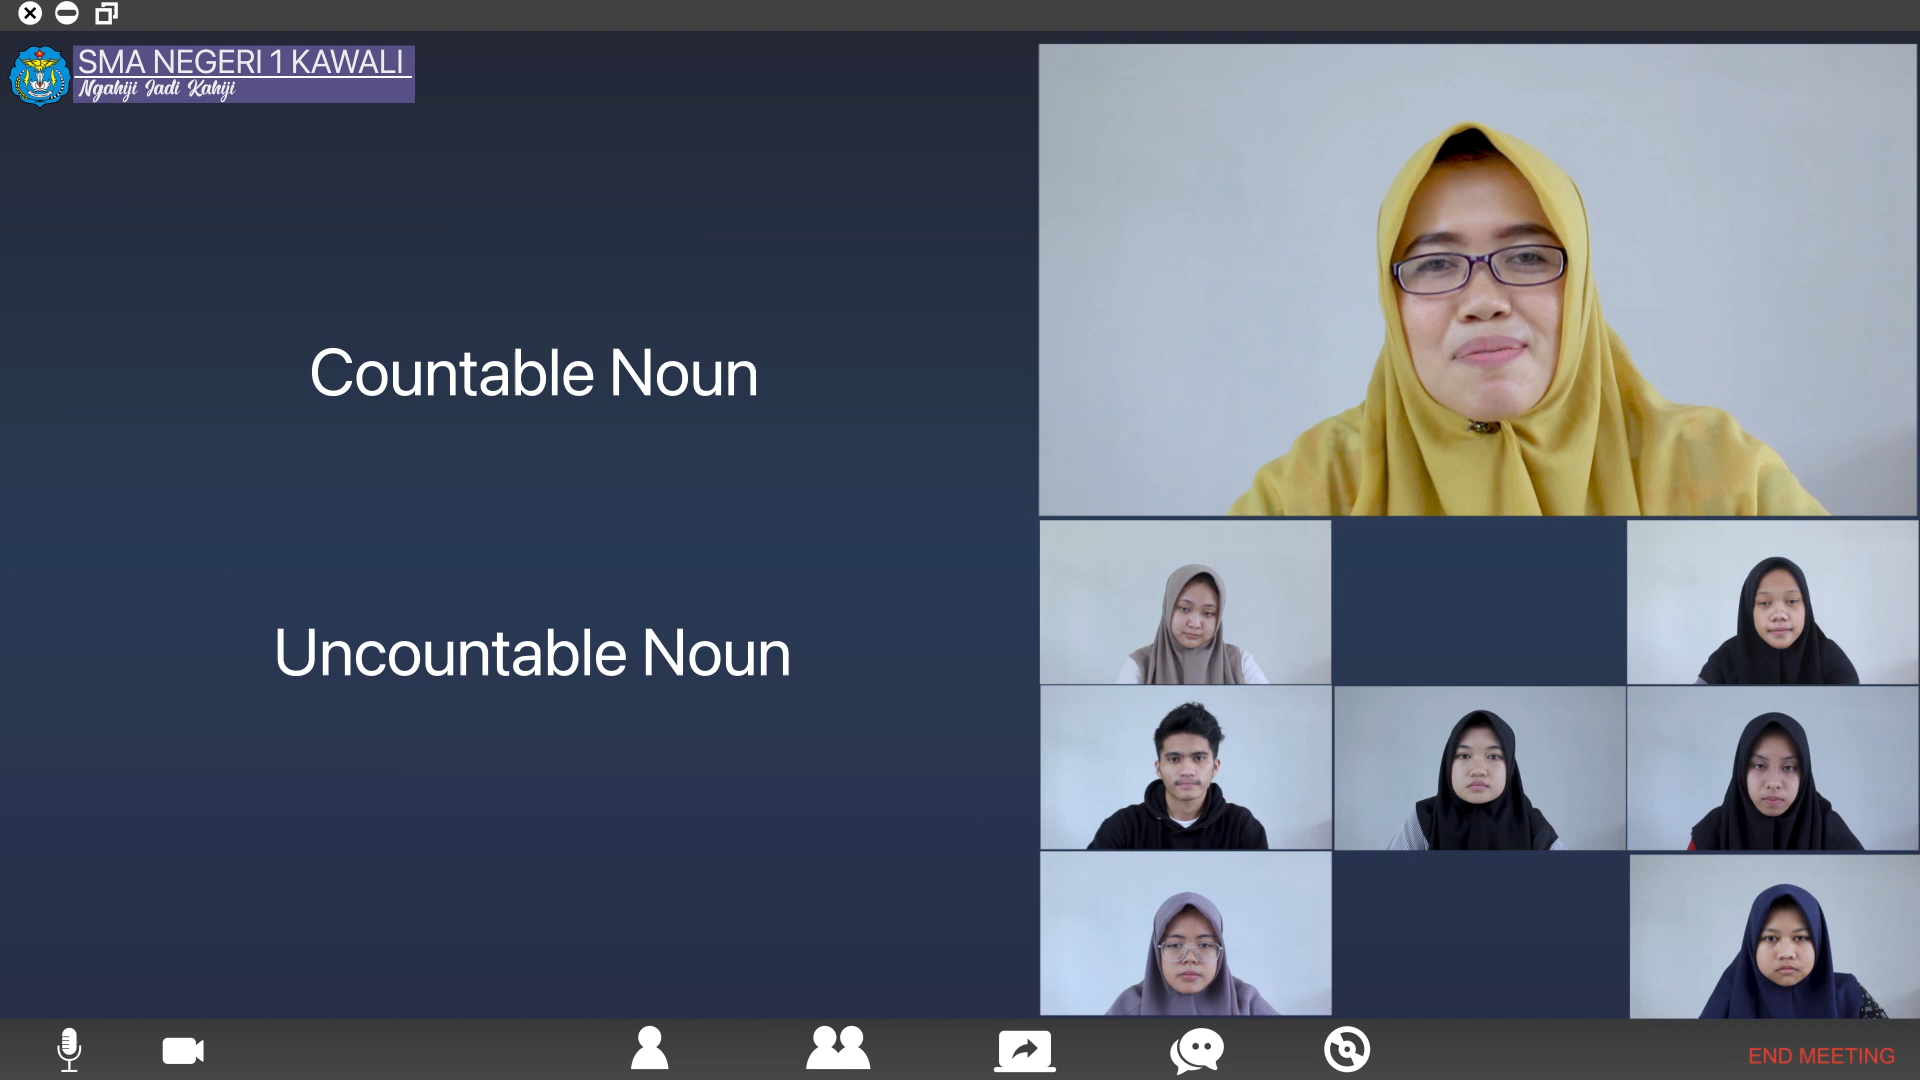 SMA NEGERI 1 KAWALI
Ngahiji Jadi Kahiji
Countable Noun
Uncountable Noun
END MEETING